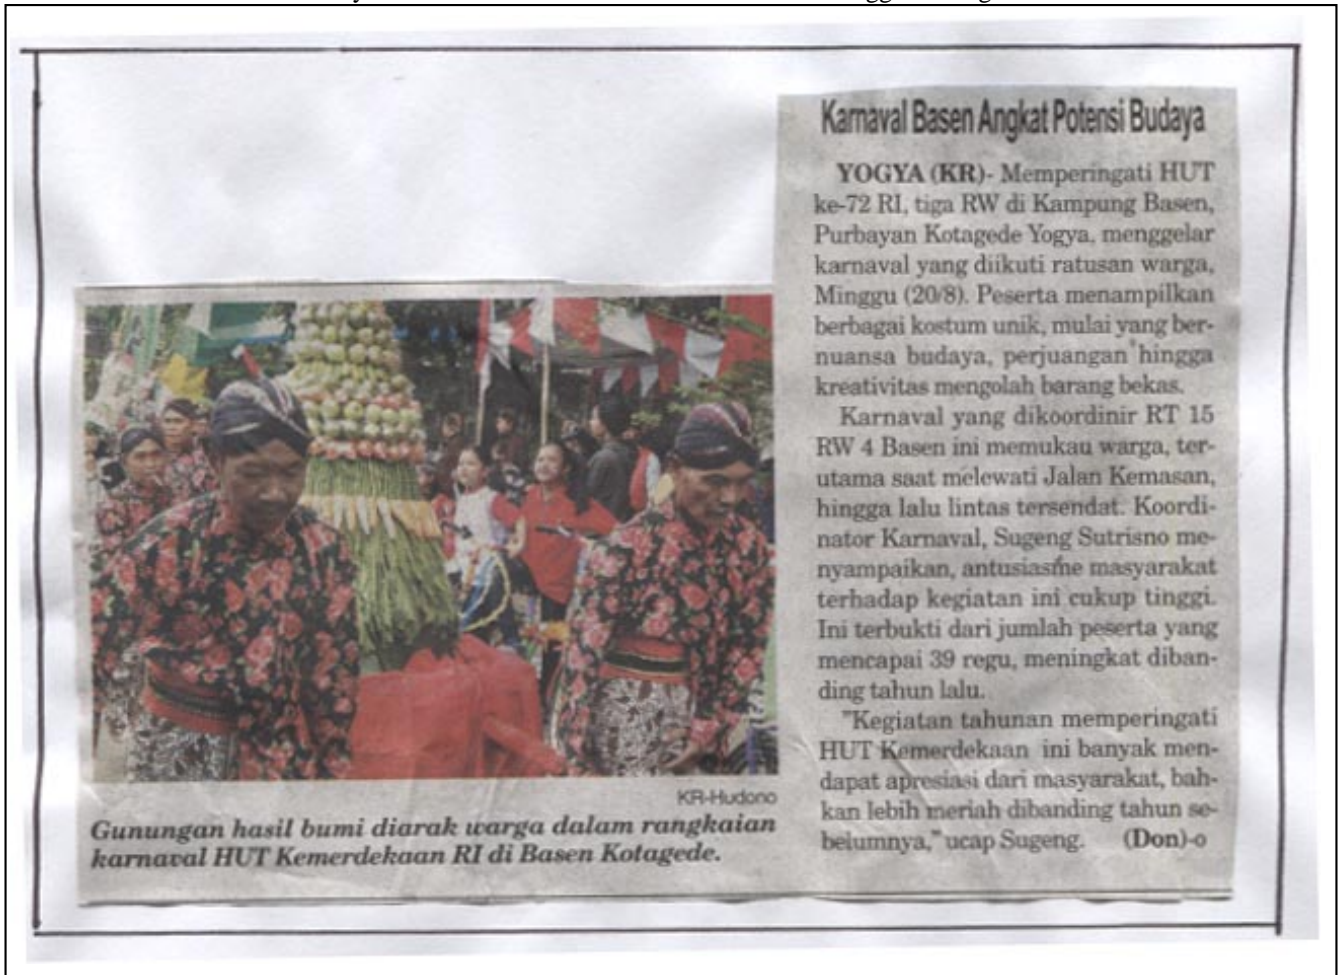 Karnaval Basen Angkat Potensi Budaya
YOGYA (KR)- Memperingati HUT
ke-72 RI, tiga RW di Kampung Basen,
Purbayan Kotagede Yogya, menggelar
karnaval yang diikuti ratusan warga,
Minggu (20/8). Peserta menampilkan
berbagai kostum unik, mulai yang ber-
nuansa budaya, perjuangan hingga
kreativitas mengolah barang bekas.
Karnaval yang dikoordinir RT 15
RW 4 Basen ini memukau warga, ter-
utama saat melewati Jalan Kemasan,
hingga lalu lintas tersendat. Koordi-
nator Karnaval, Sugeng Sutrisno me-
nyampaikan, antusiasme masyarakat
terhadap kegiatan ini cukup tinggi.
Ini terbukti dari jumlah peserta yang
mencapai 39 regu, meningkat diban-
ding tahun lalu.
"Kegiatan tahunan memperingati
HUT Kemerdekaan ini banyak men-
dapat apresiasi dari masyarakat, bah-
kan lebih meriah dibanding tahun se-
belumnya," ucap Sugeng. (Don)-o
KR-Hudono
Gunungan hasil bumi diarak warga dalam rangkaian
karnaval HUT Kemerdekaan RI di Basen Kotagede.